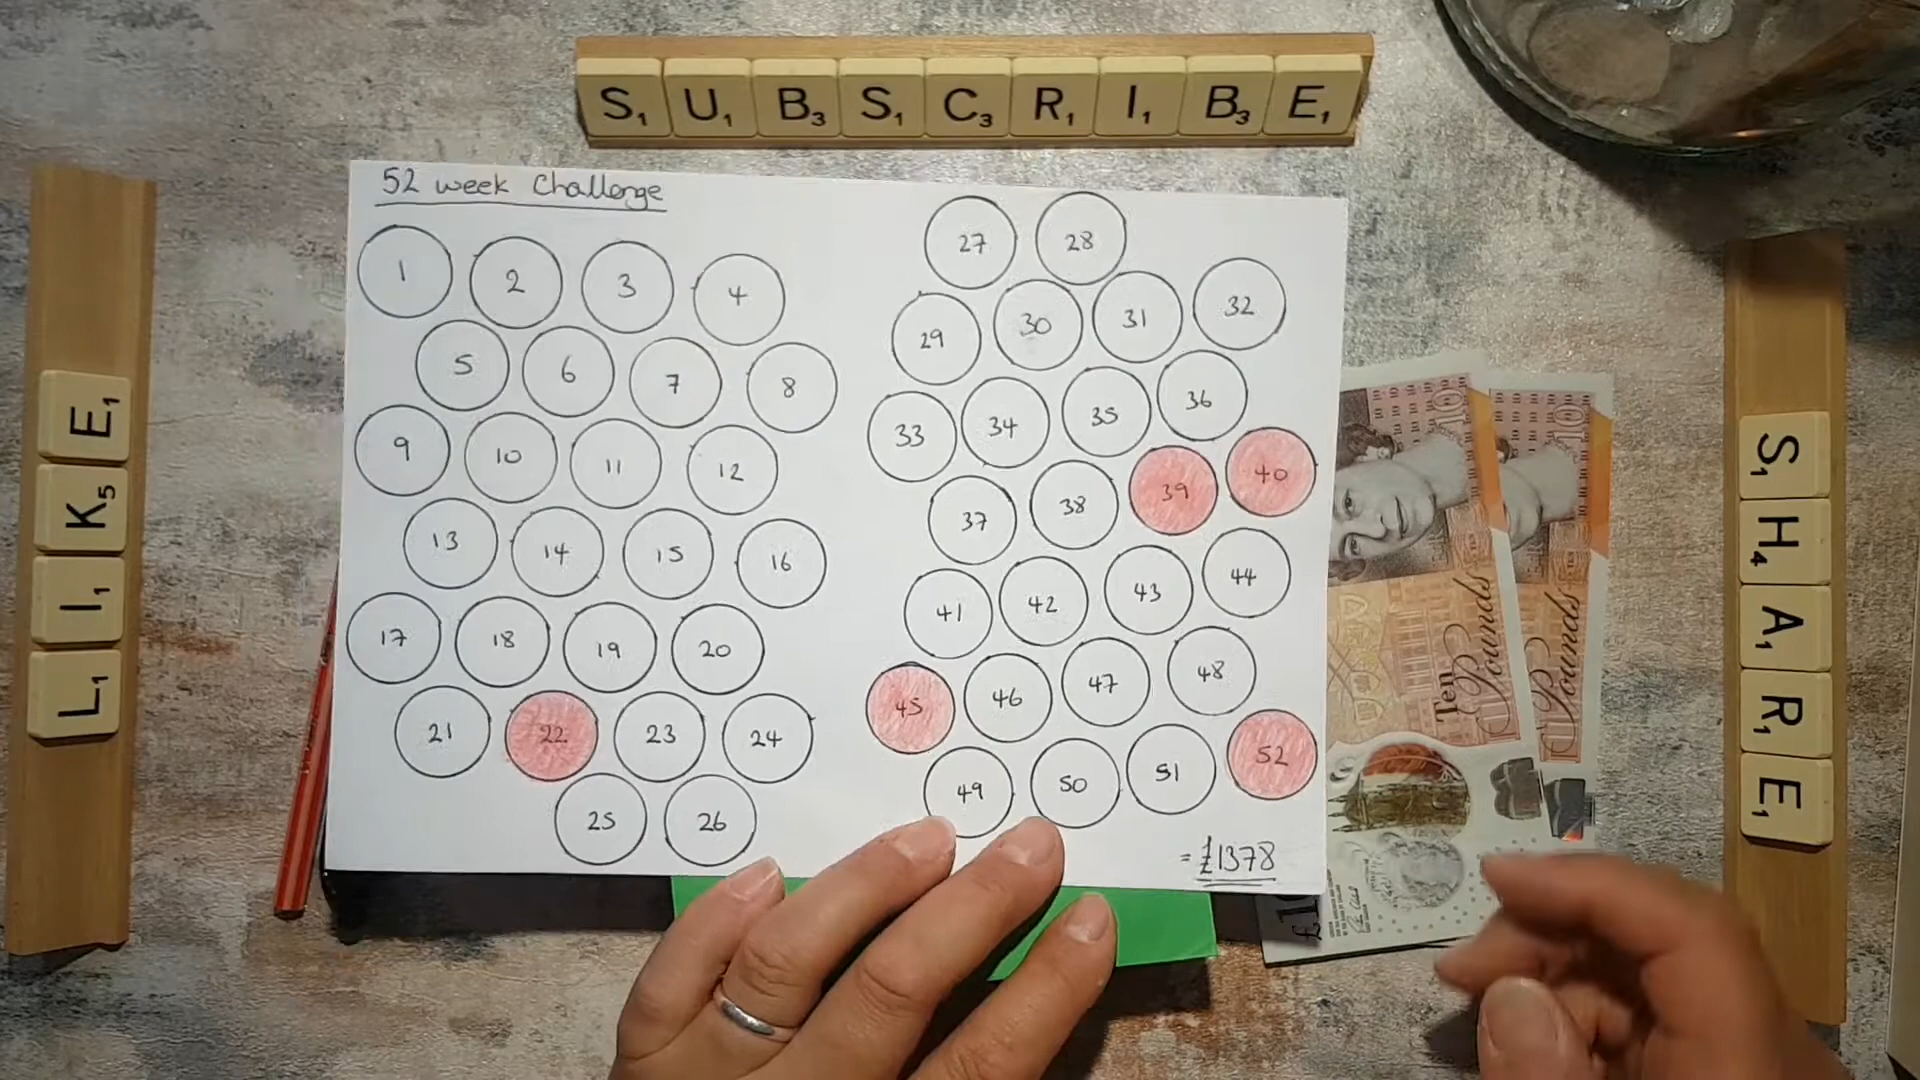 SUBSCRIBE
LIKE
SHARE
52 week Challenge
1 2 3 4
5 6 7 8
9 10 11 12
13 14 15 16
17 18 19 20
21 22 23 24
25 26
27 28
29 30 31 32
33 34 35 36
37 38 39 40
41 42 43 44
45 46 47 48
49 50 51 52
= £1378
Ten
Pounds
Pounds
10
10